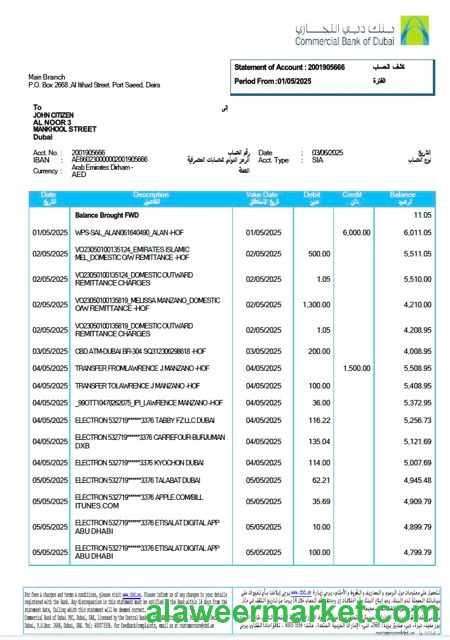 بنك دبي التجاري
Commercial Bank of Dubai
Statement of Account : 2001905666 كشف الحساب
Period From : 01/05/2025 الفترة
Main Branch
P.O. Box 2668 ,Al Ittihad Street. Port Saeed, Deira
To إلى
JOHN CITIZEN
AL NOOR 3
MANKHOOL STREET
Dubai
Acct. No : 2001905666 رقم الحساب Date : 03/06/2025 التاريخ
IBAN : AE660230000002001905666 Acct. Type : SIA نوع الحساب
Currency : Arab Emirates Dirham - AED العملة
Date Description Value Date Debit Credit Balance
التاريخ التفاصيل مدين دائن الرصيد
Balance Brought FWD 11.05
01/05/2025 WPS-SAL_ALAN061640490_ALAN -HOF 01/05/2025 6,000.00 6,011.05
02/05/2025 VO230500100135124_EMIRATES ISLAMIC MEL_DOMESTIC O/W REMITTANCE -HOF 02/05/2025 500.00 5,511.05
02/05/2025 VO230500100135124_DOMESTIC OUTWARD REMITTANCE CHARGES 02/05/2025 1.05 5,510.00
02/05/2025 VO230500100135819_MELISSA MANZANO_DOMESTIC O/W REMITTANCE -HOF 02/05/2025 1,300.00 4,210.00
02/05/2025 VO230500100135819_DOMESTIC OUTWARD REMITTANCE CHARGES 02/05/2025 1.05 4,208.95
03/05/2025 CBD ATM-DUBAI BR-304 SQ312306298818 -HOF 03/05/2025 200.00 4,008.95
04/05/2025 TRANSFER FROMLAWRENCE J MANZANO -HOF 04/05/2025 1,500.00 5,508.95
04/05/2025 TRANSFER TOLAWRENCE J MANZANO -HOF 04/05/2025 100.00 5,408.95
04/05/2025 _99OTT10478262075_IPI_LAWRENCE MANZANO-HOF 04/05/2025 36.00 5,372.95
04/05/2025 ELECTRON 532719******3376 TABBY FZ LLC DUBAI 04/05/2025 116.22 5,256.73
04/05/2025 ELECTRON 532719******3376 CARREFOUR BURJUMAN DXB 04/05/2025 135.04 5,121.69
04/05/2025 ELECTRON 532719******3376 KYOCHON DUBAI 04/05/2025 114.00 5,007.69
05/05/2025 ELECTRON 532719******3376 TALABAT DUBAI 05/05/2025 62.21 4,945.48
05/05/2025 ELECTRON 532719******3376 APPLE.COM/BILL ITUNES.COM 05/05/2025 35.69 4,909.79
05/05/2025 ELECTRON 532719******3376 ETISALAT DIGITAL APP ABU DHABI 05/05/2025 10.00 4,899.79
05/05/2025 ELECTRON 532719******3376 ETISALAT DIGITAL APP ABU DHABI 05/05/2025 100.00 4,799.79
alaweermarket.com